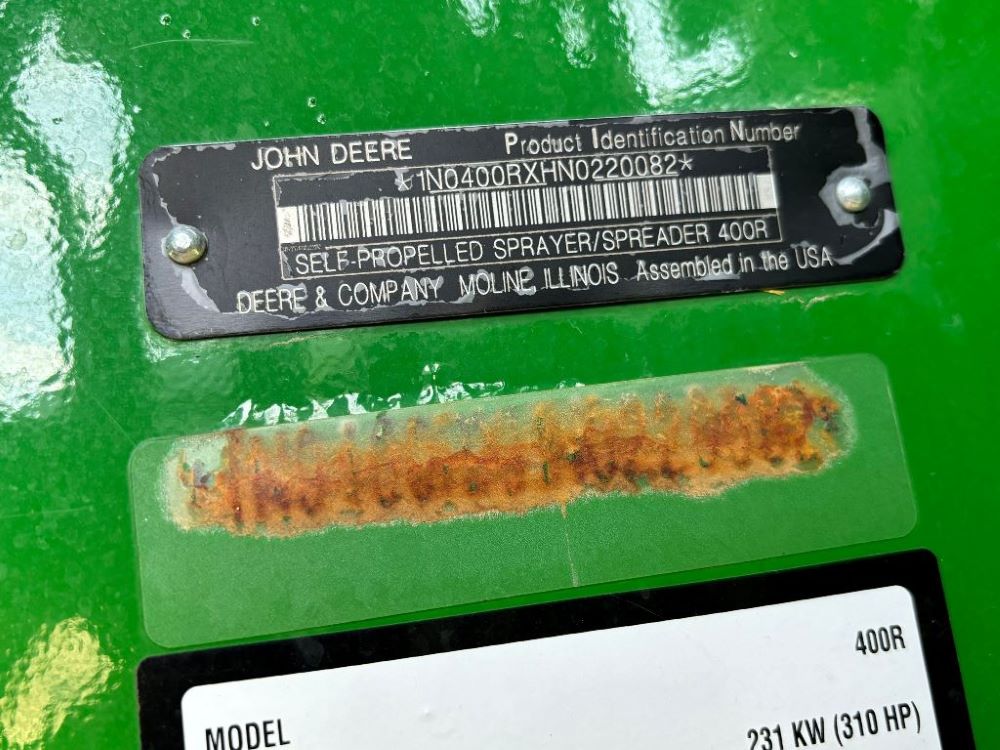 JOHN DEERE Product Identification Number
*1N0400RXHN0220082*
SELF-PROPELLED SPRAYER/SPREADER 400R
DEERE & COMPANY MOLINE, ILLINOIS Assembled in the USA
400R
MODEL
231 KW (310 HP)